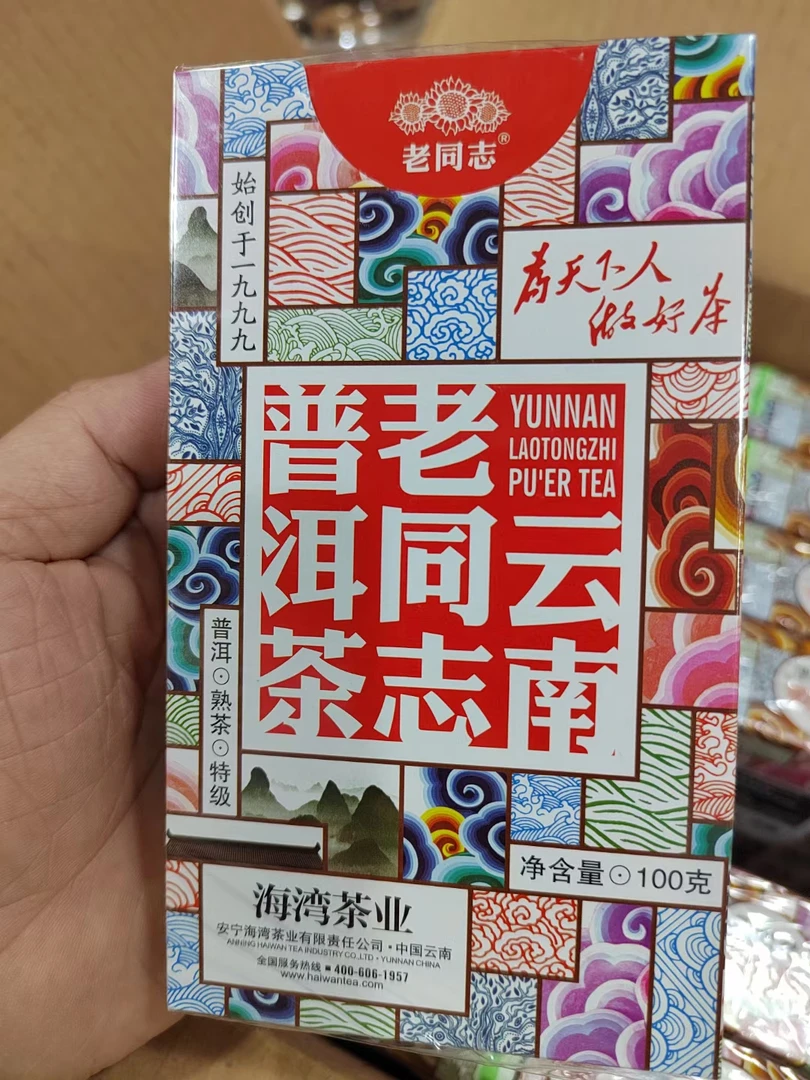 老同志®
始创于一九九九
为天下人
做好茶
YUNNAN
LAOTONGZHI
PU'ER TEA
云南
老同志
普洱茶
普洱⊙熟茶⊙特级
净含量⊙100克
海湾茶业
安宁海湾茶业有限责任公司·中国云南
ANNING HAIWAN TEA INDUSTRY CO.,LTD·YUNNAN CHINA
全国服务热线■400-606-1957
www.haiwantea.com